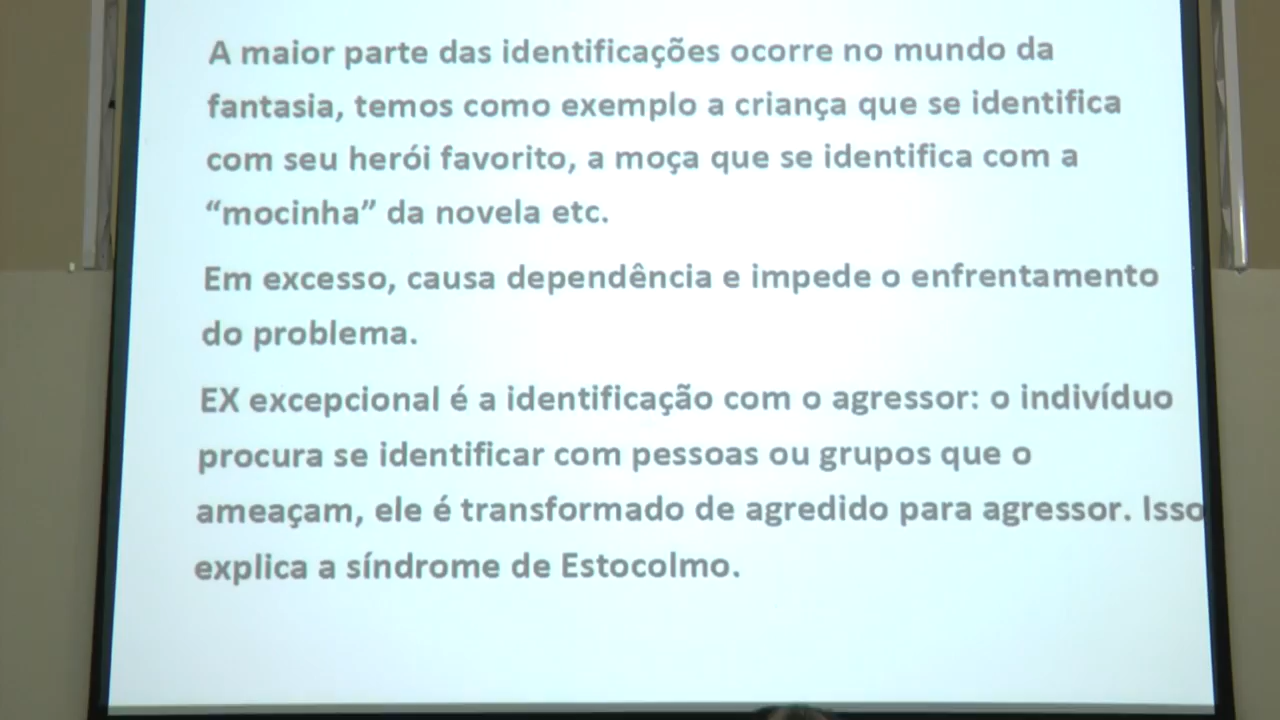 A maior parte das identificações ocorre no mundo da
fantasia, temos como exemplo a criança que se identifica
com seu herói favorito, a moça que se identifica com a
“mocinha” da novela etc.
Em excesso, causa dependência e impede o enfrentamento
do problema.
EX excepcional é a identificação com o agressor: o indivíduo
procura se identificar com pessoas ou grupos que o
ameaçam, ele é transformado de agredido para agressor. Isso
explica a síndrome de Estocolmo.